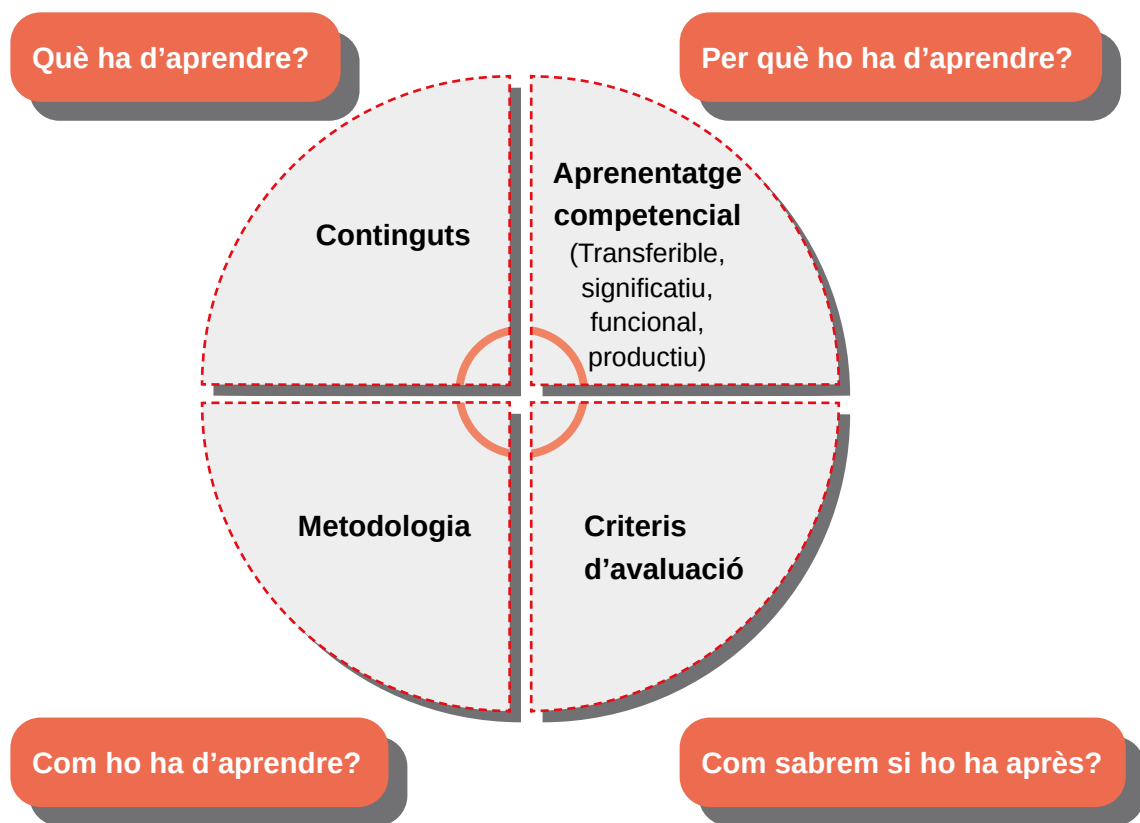 Què ha d’aprendre?
Per què ho ha d’aprendre?
Continguts
Aprenentatge
competencial
(Transferible,
significatiu,
funcional,
productiu)
Metodologia
Criteris
d’avaluació
Com ho ha d’aprendre?
Com sabrem si ho ha après?